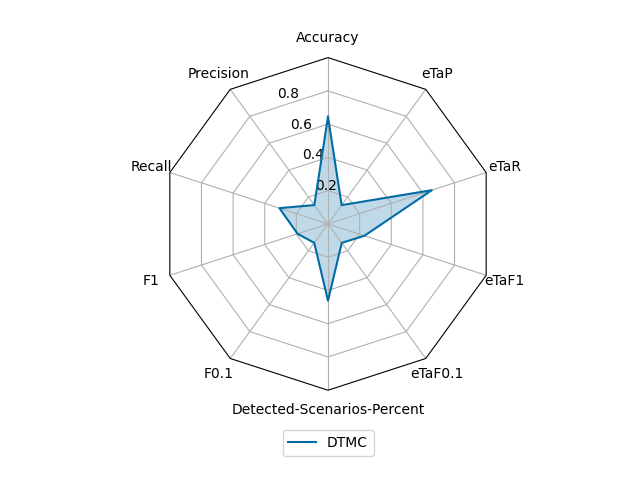 Accuracy
Precision
eTaP
0.8
0.6
0.4
0.2
Recall
eTaR
F1
eTaF1
F0.1
eTaF0.1
Detected-Scenarios-Percent
DTMC